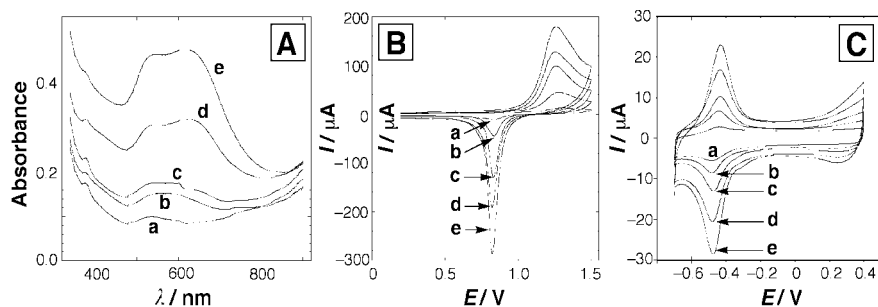 A
Absorbance
0.4
0.2
0.0
400
600
800
λ / nm
e
d
c
b
a
B
I / μA
200
100
0
−100
−200
−300
0
0.5
1.0
1.5
E / V
a
b
c
d
e
C
I / μA
30
20
10
0
−10
−20
−30
−0.6
−0.4
−0.2
0
0.2
0.4
E / V
a
b
c
d
e